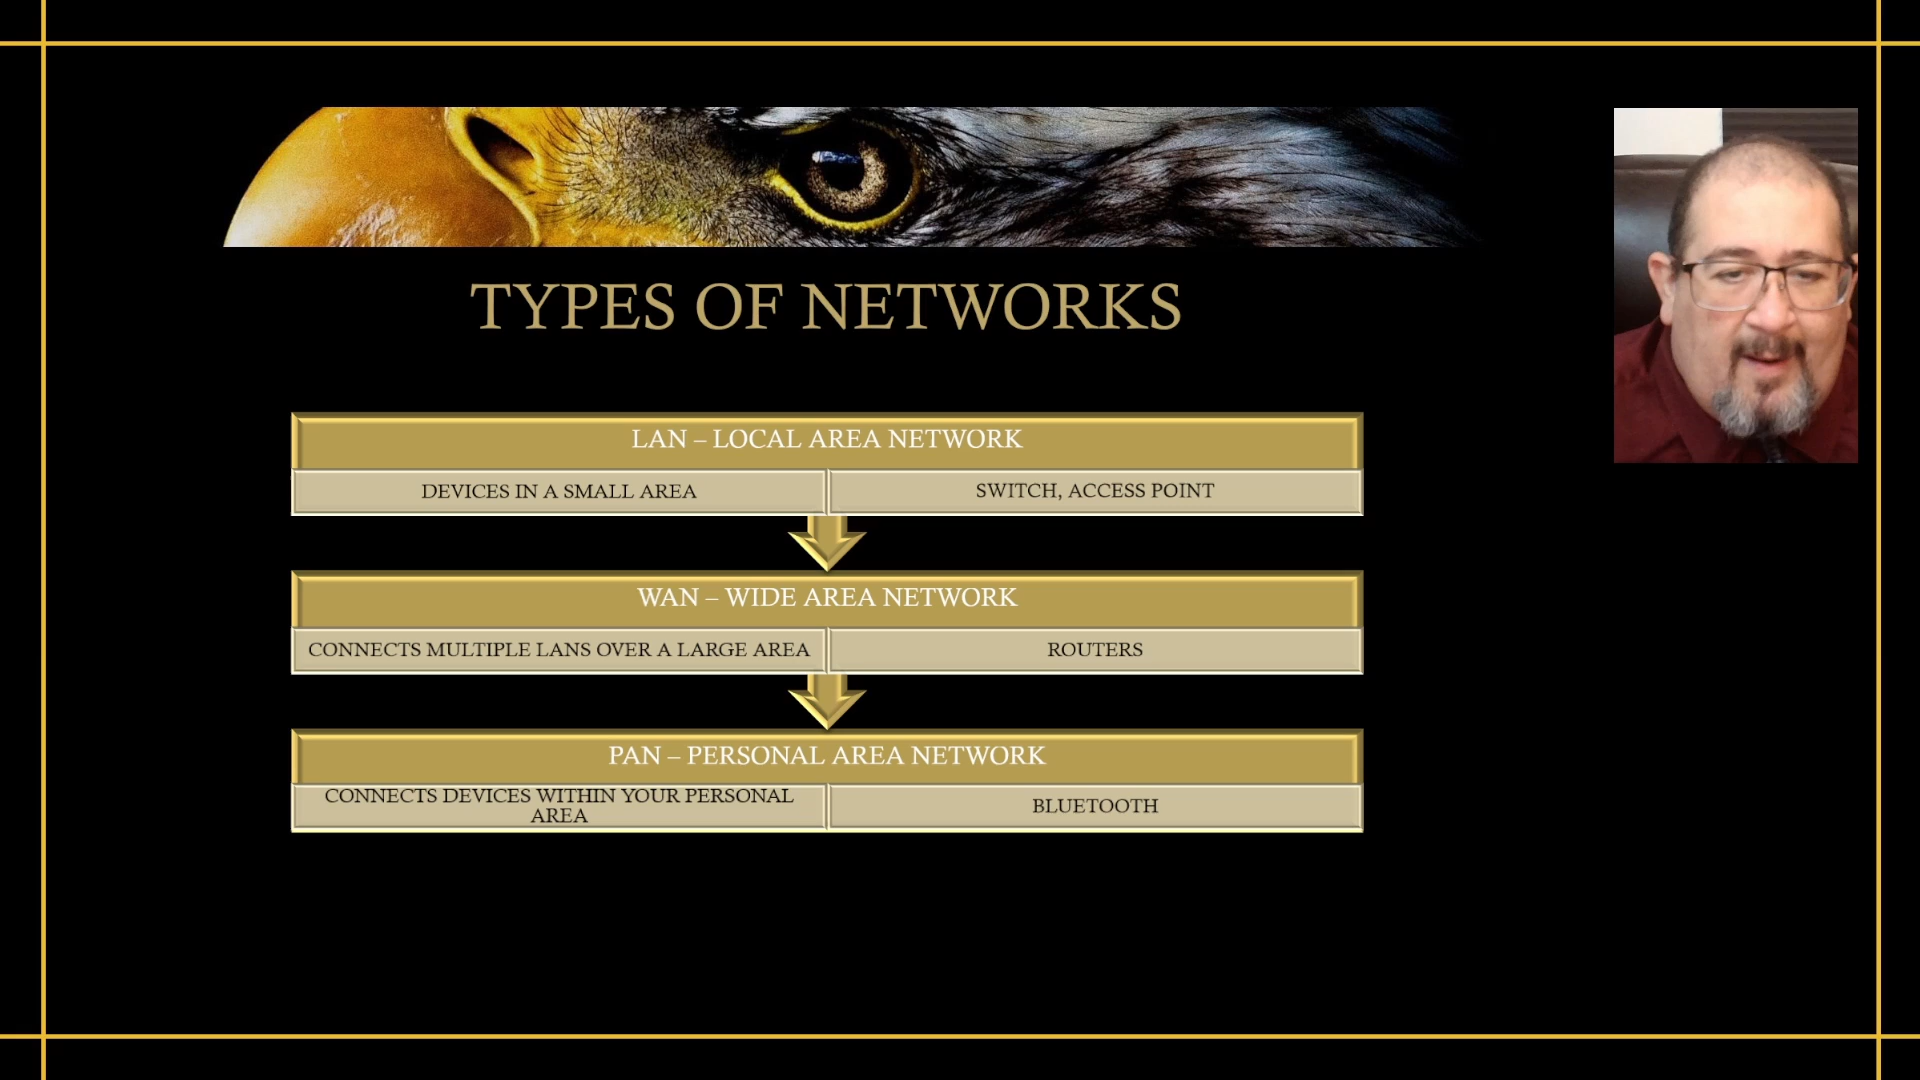 TYPES OF NETWORKS
LAN – LOCAL AREA NETWORK
DEVICES IN A SMALL AREA
SWITCH, ACCESS POINT
WAN – WIDE AREA NETWORK
CONNECTS MULTIPLE LANS OVER A LARGE AREA
ROUTERS
PAN – PERSONAL AREA NETWORK
CONNECTS DEVICES WITHIN YOUR PERSONAL
AREA
BLUETOOTH